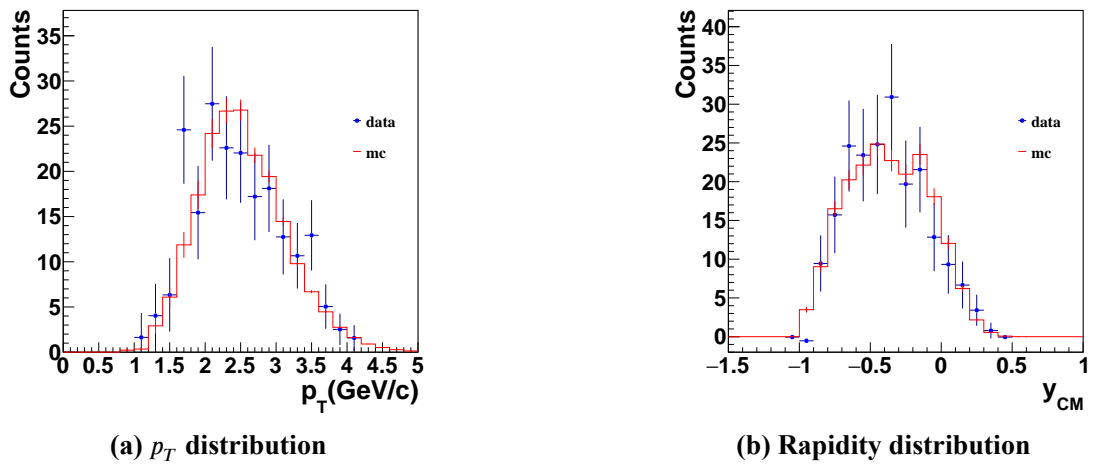 Counts
35
30
25
20
15
10
5
0
data
mc
0 0.5 1 1.5 2 2.5 3 3.5 4 4.5 5
p_T(GeV/c)
(a) p_T distribution
Counts
40
35
30
25
20
15
10
5
0
data
mc
−1.5 −1 −0.5 0 0.5 1
y_CM
(b) Rapidity distribution